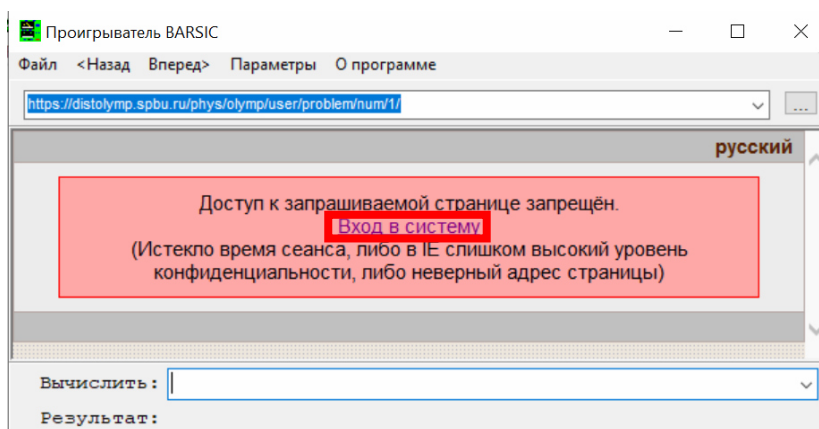 Проигрыватель BARSIC
Файл <Назад Вперед> Параметры О программе
https://distolymp.spbu.ru/phys/olymp/user/problem/num/1/
...
русский
Доступ к запрашиваемой странице запрещён.
Вход в систему
(Истекло время сеанса, либо в IE слишком высокий уровень
конфиденциальности, либо неверный адрес страницы)
Вычислить:
Результат: